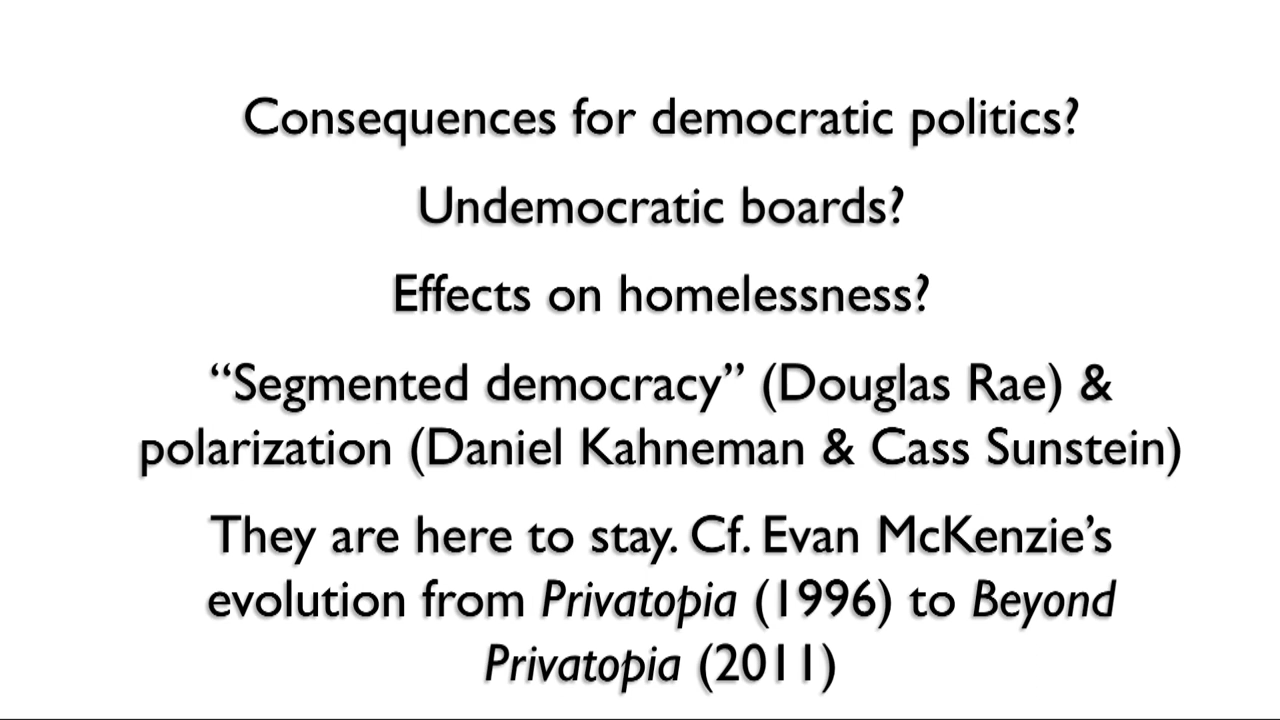 Consequences for democratic politics?
Undemocratic boards?
Effects on homelessness?
“Segmented democracy” (Douglas Rae) &
polarization (Daniel Kahneman & Cass Sunstein)
They are here to stay. Cf. Evan McKenzie’s
evolution from Privatopia (1996) to Beyond
Privatopia (2011)